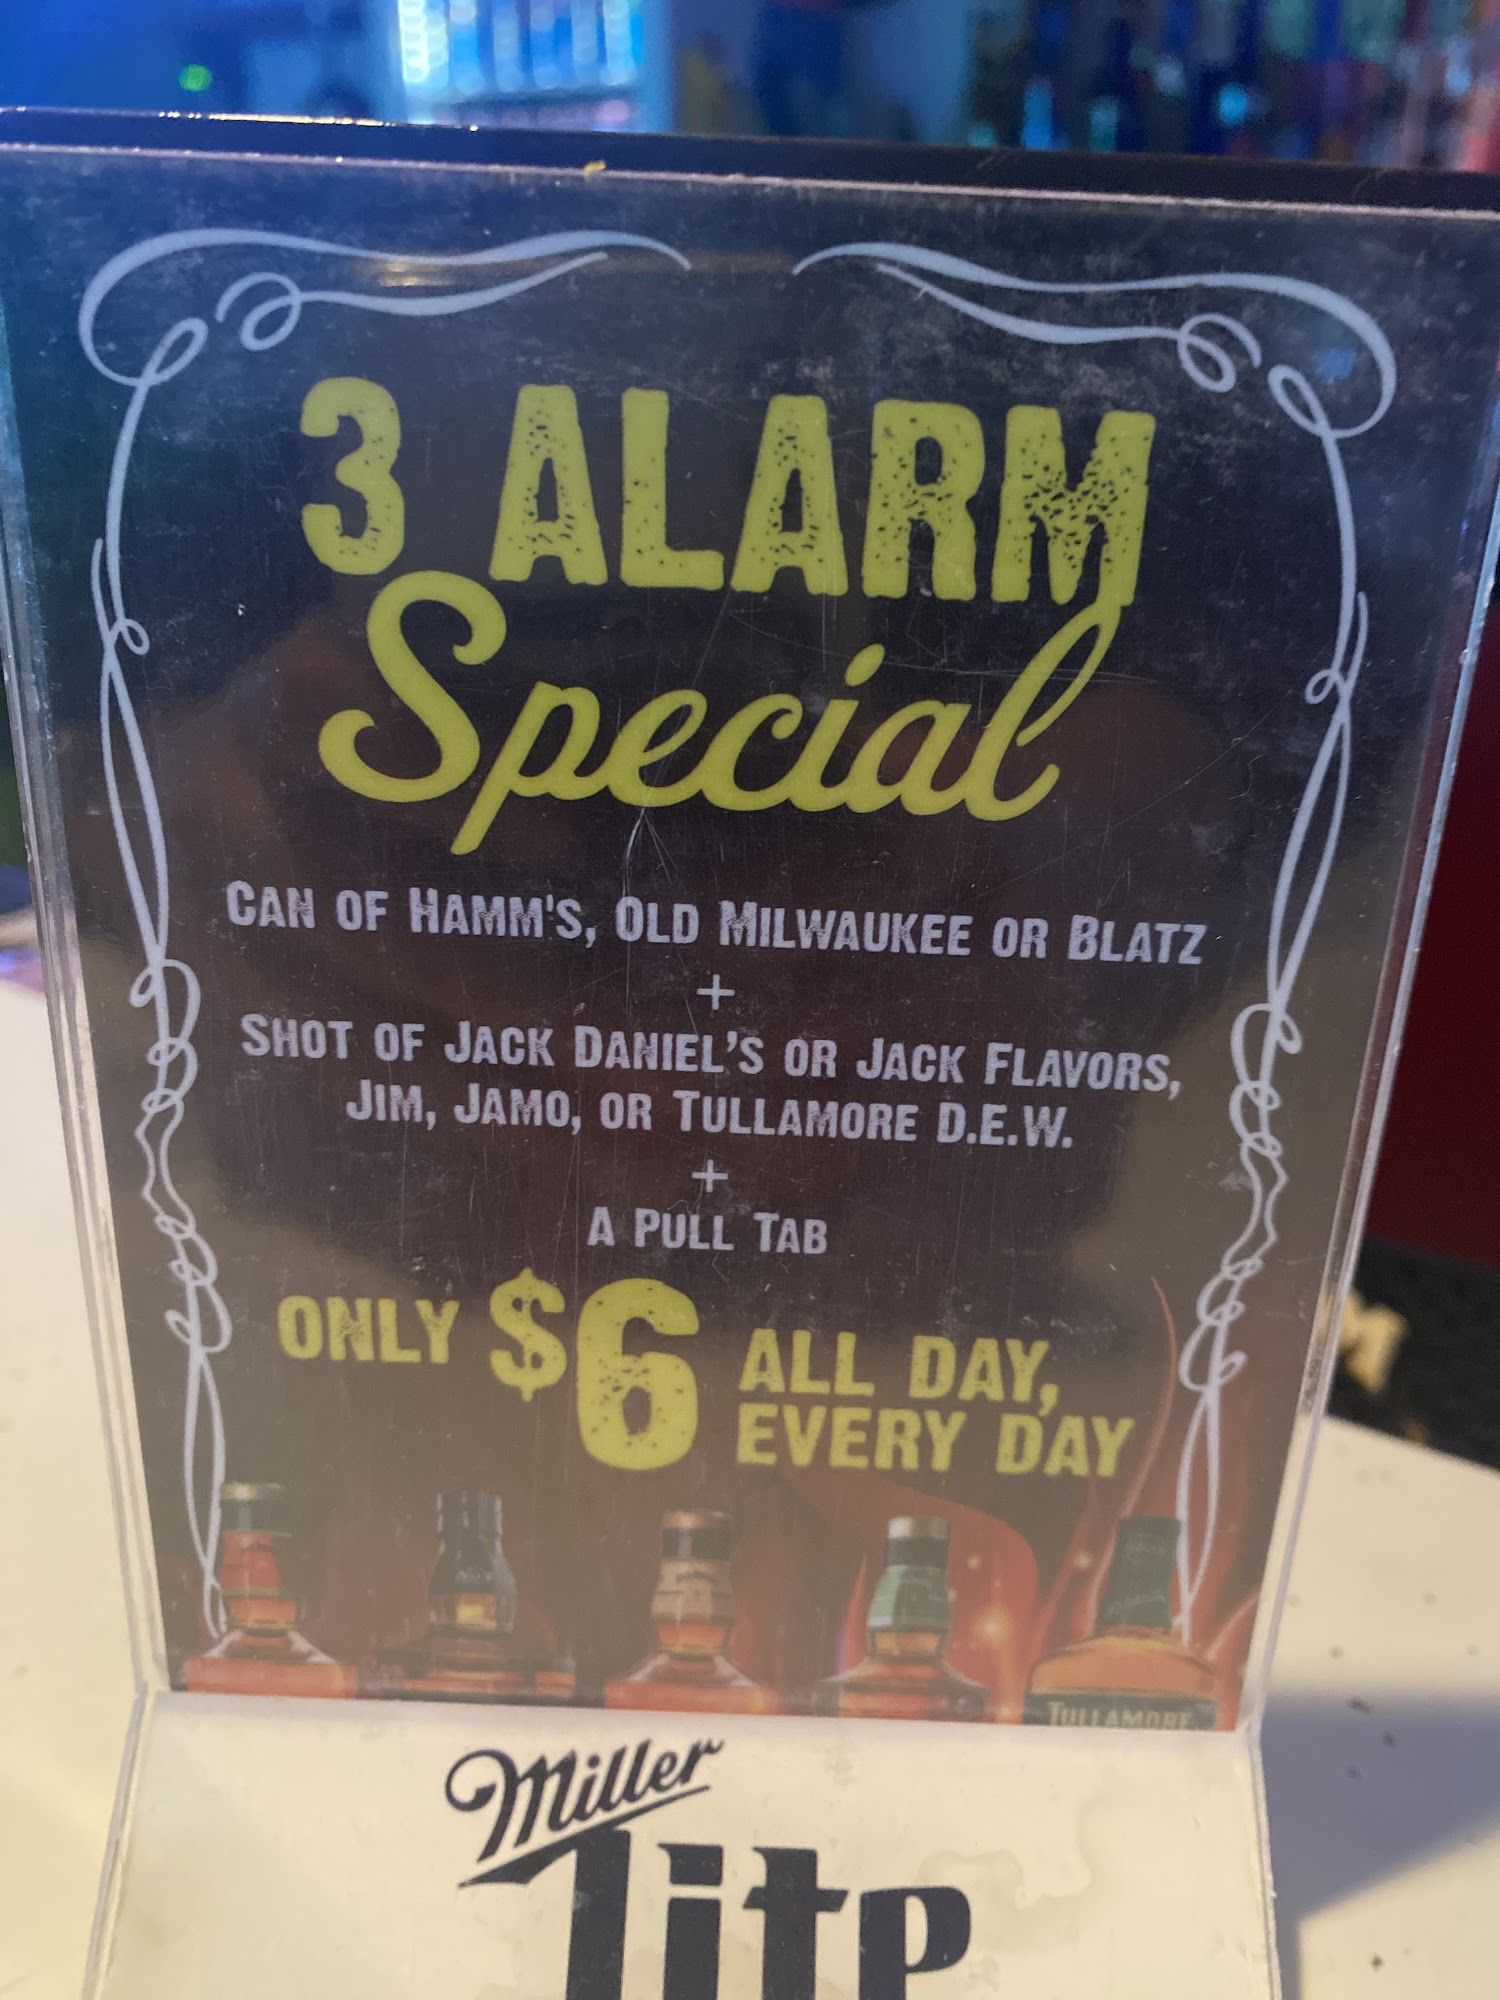 3 ALARM
Special
CAN OF HAMM'S, OLD MILWAUKEE OR BLATZ
+
SHOT OF JACK DANIEL'S OR JACK FLAVORS,
JIM, JAMO, OR TULLAMORE D.E.W.
+
A PULL TAB
ONLY $6 ALL DAY,
EVERY DAY
TULLAMORE
Miller
Lite